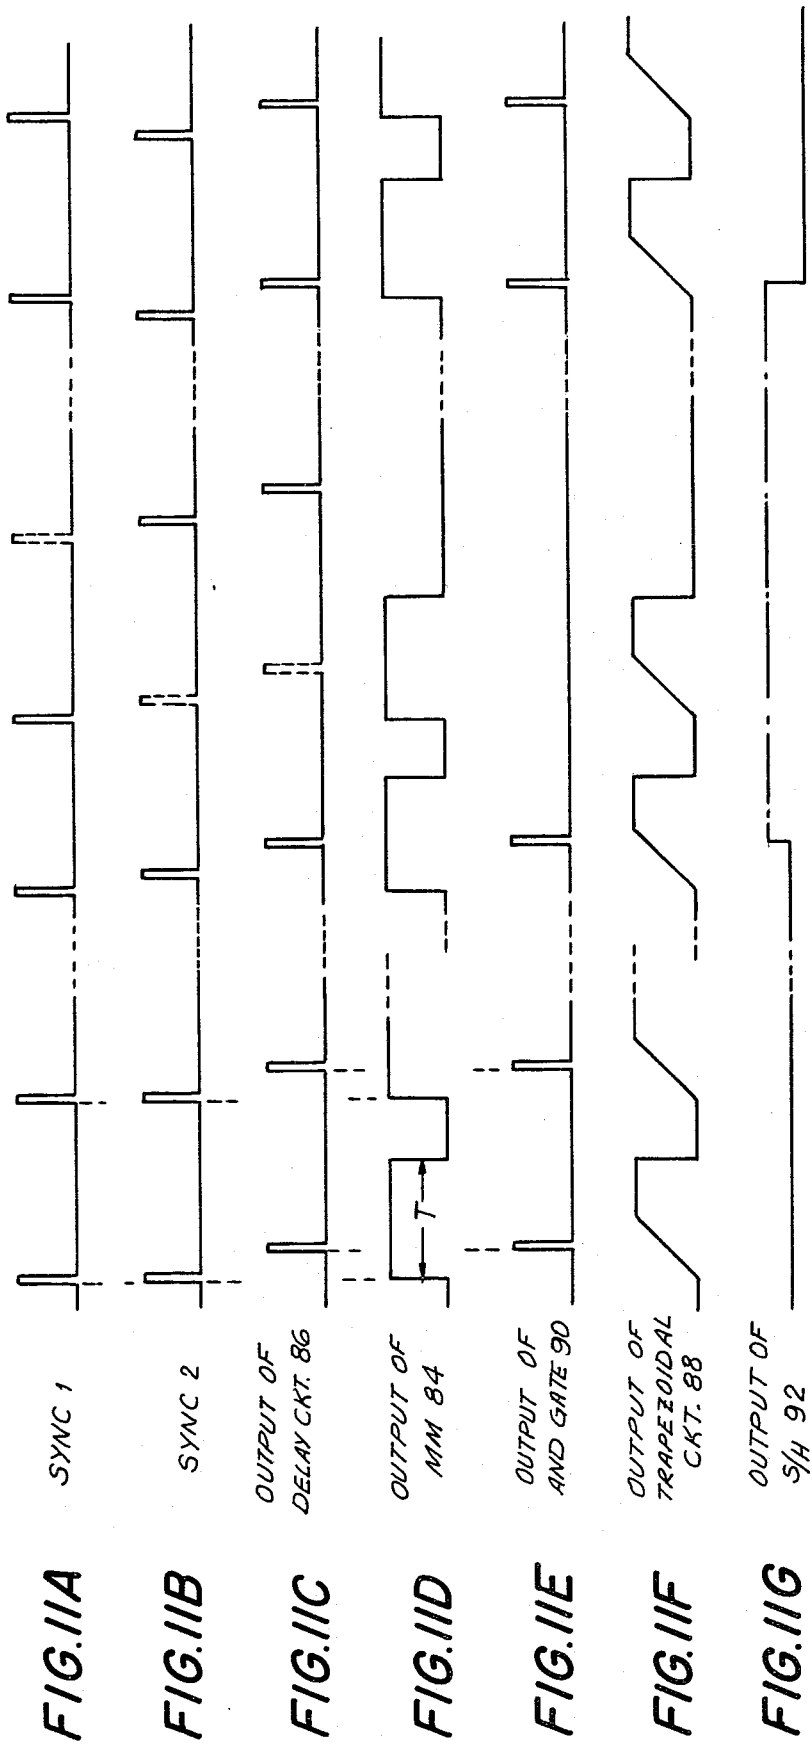 FIG.11A
SYNC 1
FIG.11B
SYNC 2
FIG.11C
OUTPUT OF
DELAY CKT. 86
FIG.11D
OUTPUT OF
MM 84
T
FIG.11E
OUTPUT OF
AND GATE 90
FIG.11F
OUTPUT OF
TRAPEZOIDAL
CKT. 88
FIG.11G
OUTPUT OF
S/H 92